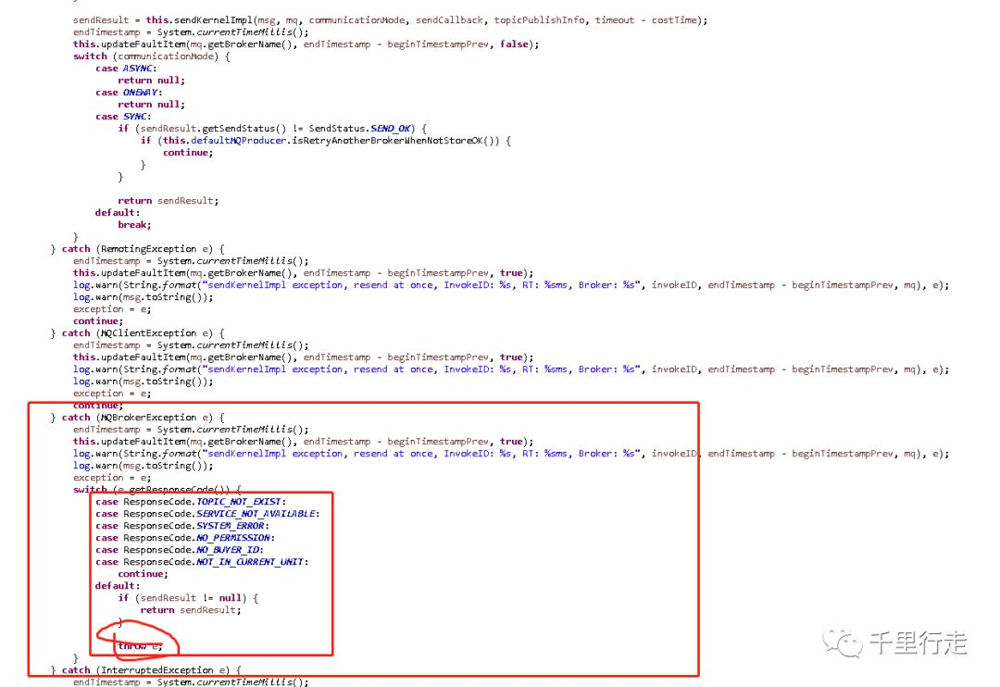 sendResult = this.sendKernelImpl(msg, mq, communicationMode, sendCallback, topicPublishInfo, timeout - costTime);
endTimestamp = System.currentTimeMillis();
this.updateFaultItem(mq.getBrokerName(), endTimestamp - beginTimestampPrev, false);
switch (communicationMode) {
case ASYNC:
return null;
case ONEWAY:
return null;
case SYNC:
if (sendResult.getSendStatus() != SendStatus.SEND_OK) {
if (this.defaultMQProducer.isRetryAnotherBrokerWhenNotStoreOK()) {
continue;
}
}
return sendResult;
default:
break;
}
} catch (RemotingException e) {
endTimestamp = System.currentTimeMillis();
this.updateFaultItem(mq.getBrokerName(), endTimestamp - beginTimestampPrev, true);
log.warn(String.format("sendKernelImpl exception, resend at once, InvokeID: %s, RT: %sms, Broker: %s", invokeID, endTimestamp - beginTimestampPrev, mq), e);
log.warn(msg.toString());
exception = e;
continue;
} catch (MQClientException e) {
endTimestamp = System.currentTimeMillis();
this.updateFaultItem(mq.getBrokerName(), endTimestamp - beginTimestampPrev, true);
log.warn(String.format("sendKernelImpl exception, resend at once, InvokeID: %s, RT: %sms, Broker: %s", invokeID, endTimestamp - beginTimestampPrev, mq), e);
log.warn(msg.toString());
exception = e;
continue;
} catch (MQBrokerException e) {
endTimestamp = System.currentTimeMillis();
this.updateFaultItem(mq.getBrokerName(), endTimestamp - beginTimestampPrev, true);
log.warn(String.format("sendKernelImpl exception, resend at once, InvokeID: %s, RT: %sms, Broker: %s", invokeID, endTimestamp - beginTimestampPrev, mq), e);
log.warn(msg.toString());
exception = e;
switch (e.getResponseCode()) {
case ResponseCode.TOPIC_NOT_EXIST:
case ResponseCode.SERVICE_NOT_AVAILABLE:
case ResponseCode.SYSTEM_ERROR:
case ResponseCode.NO_PERMISSION:
case ResponseCode.NO_BUYER_ID:
case ResponseCode.NOT_IN_CURRENT_UNIT:
continue;
default:
if (sendResult != null) {
return sendResult;
}
throw e;
}
} catch (InterruptedException e) {
endTimestamp = System.currentTimeMillis();
千里行走